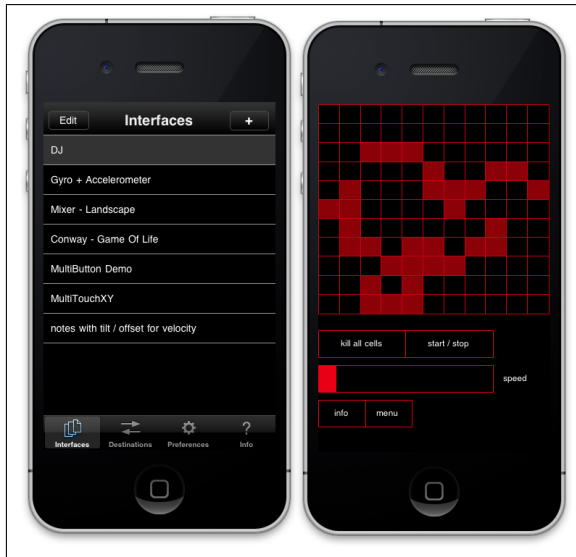 Edit Interfaces +
DJ
Gyro + Accelerometer
Mixer - Landscape
Conway - Game Of Life
MultiButton Demo
MultiTouchXY
notes with tilt / offset for velocity
Interfaces Destinations Preferences ? Info
kill all cells start / stop
speed
info menu